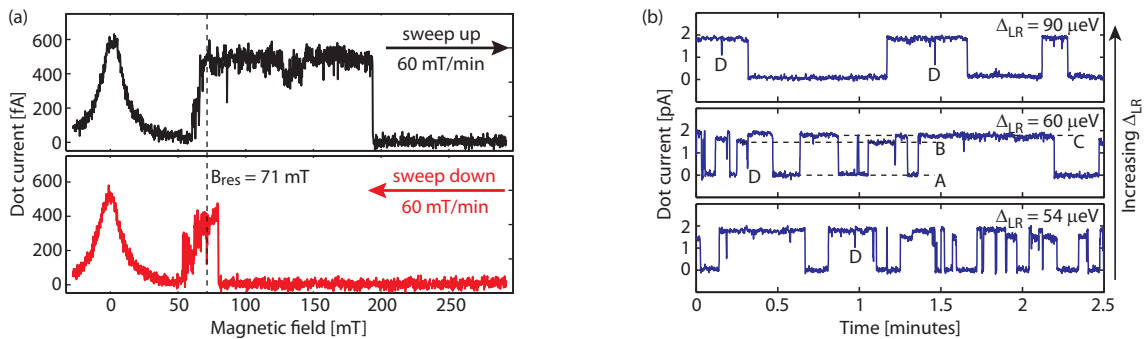 (a)
600
400
200
0
sweep up
60 mT/min
Dot current [fA]
600
400
200
0
B_res = 71 mT
sweep down
60 mT/min
0 50 100 150 200 250
Magnetic field [mT]
(b)
Δ_LR = 90 µeV
2
1
0
D
D
Δ_LR = 60 µeV
2
1
0
B
C
D
A
Dot current [pA]
Δ_LR = 54 µeV
2
1
0
D
0 0.5 1 1.5 2 2.5
Time [minutes]
Increasing Δ_LR